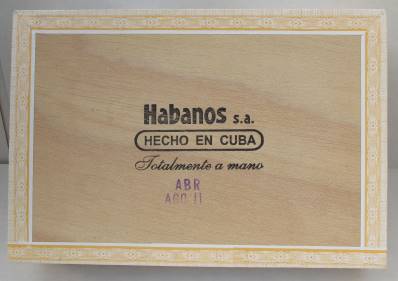 Habanos s.a.
HECHO EN CUBA
Totalmente a mano
ABR
AGO 11